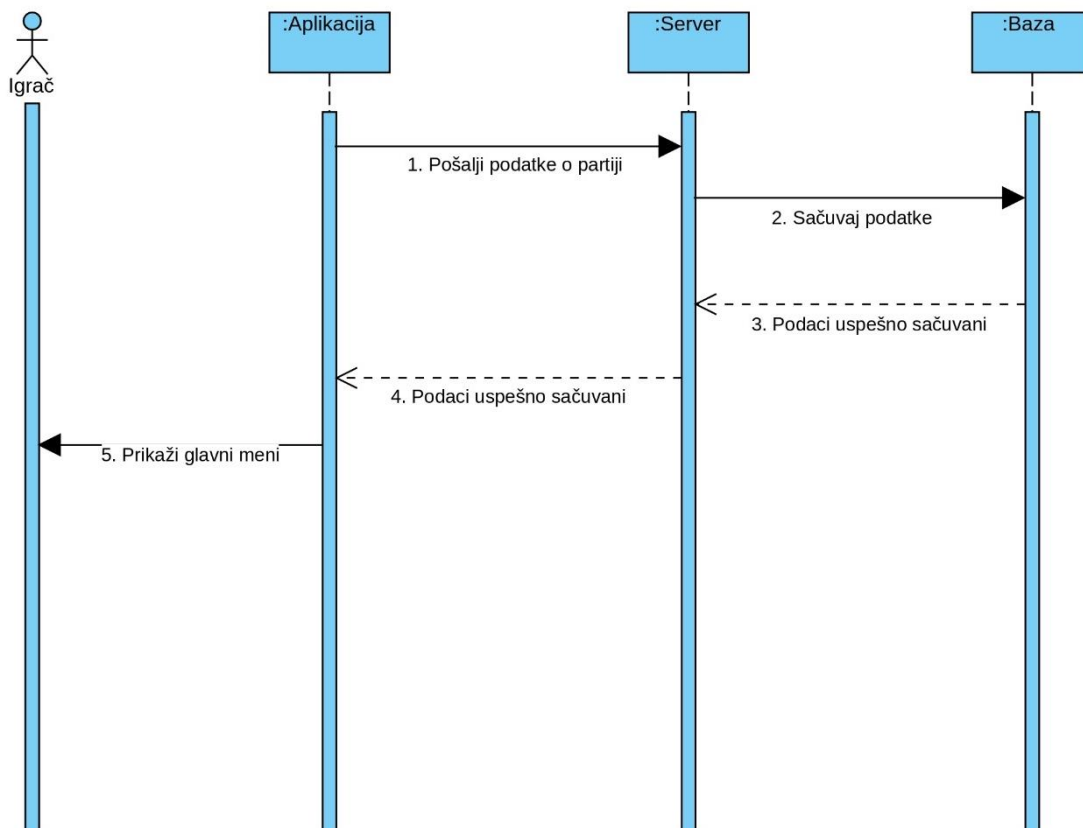 :Aplikacija
:Server
:Baza
Igrač
1. Pošalji podatke o partiji
2. Sačuvaj podatke
3. Podaci uspešno sačuvani
4. Podaci uspešno sačuvani
5. Prikaži glavni meni